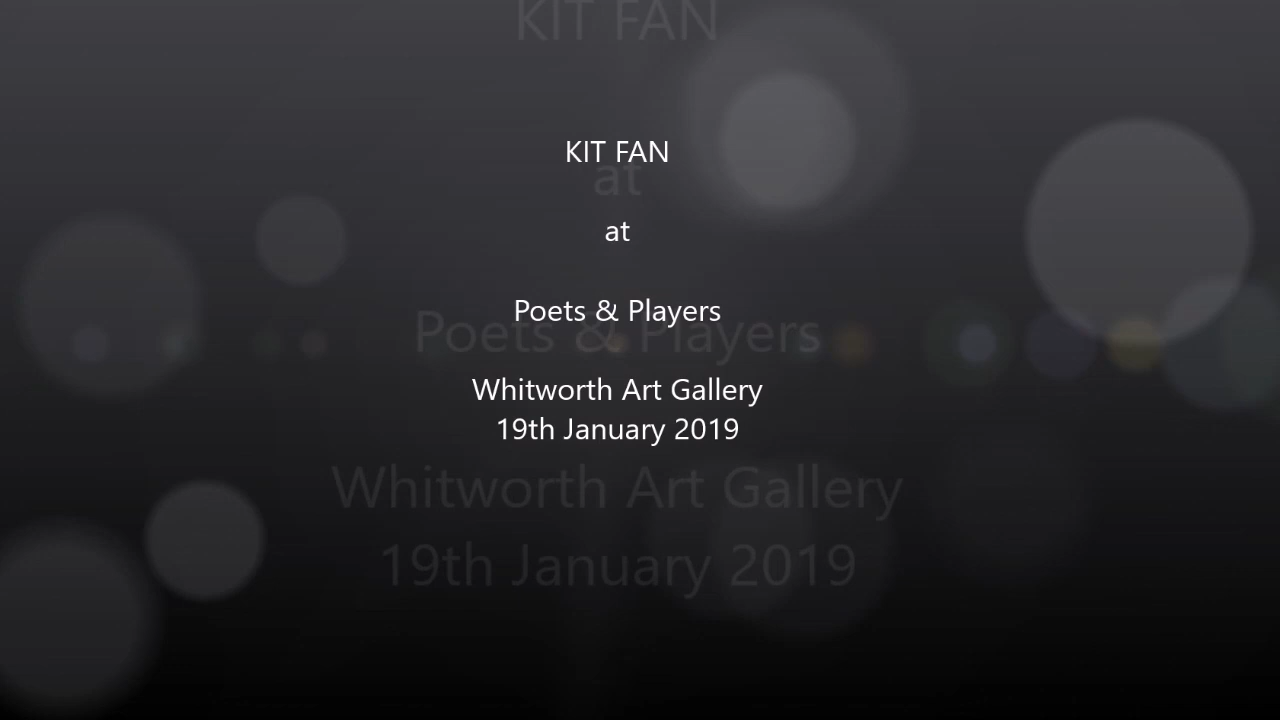 KIT FAN
at
Poets & Players
Whitworth Art Gallery
19th January 2019